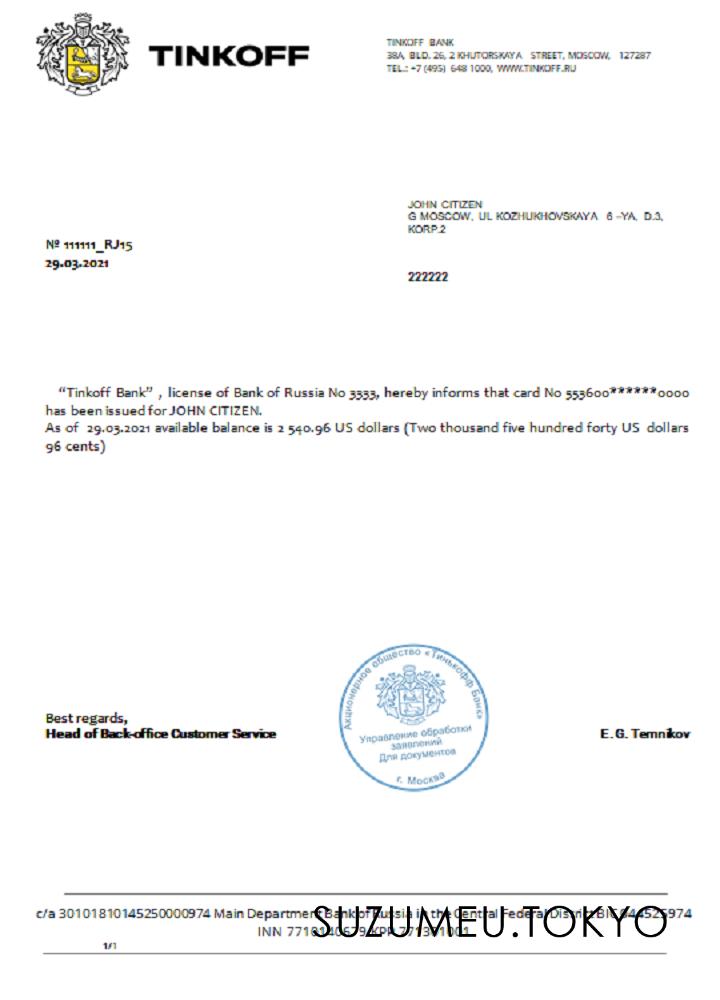 TINKOFF
TINKOFF BANK
38A, BLD. 26, 2 KHUTORSKAYA STREET, MOSCOW, 127287
TEL.: +7 (495) 648 1000, WWW.TINKOFF.RU
JOHN CITIZEN
G MOSCOW, UL KOZHUKHOVSKAYA 6 –YA, D.3,
KORP.2
№ 111111_RJ15
29.03.2021
222222
“Tinkoff Bank” , license of Bank of Russia No 3333, hereby informs that card No 553600******0000
has been issued for JOHN CITIZEN.
As of 29.03.2021 available balance is 2 540.96 US dollars (Two thousand five hundred forty US dollars
96 cents)
Акционерное общество «Тинькофф Банк»
Управление обработки
заявлений
Для документов
г. Москва
Best regards,
Head of Back-office Customer Service
E. G. Temnikov
c/a 30101810145250000974 Main Department Bank of Russia in the Central Federal District BIC 044525974
INN 7710140679 KPP 771301001
SUZUMEU.TOKYO
1/1